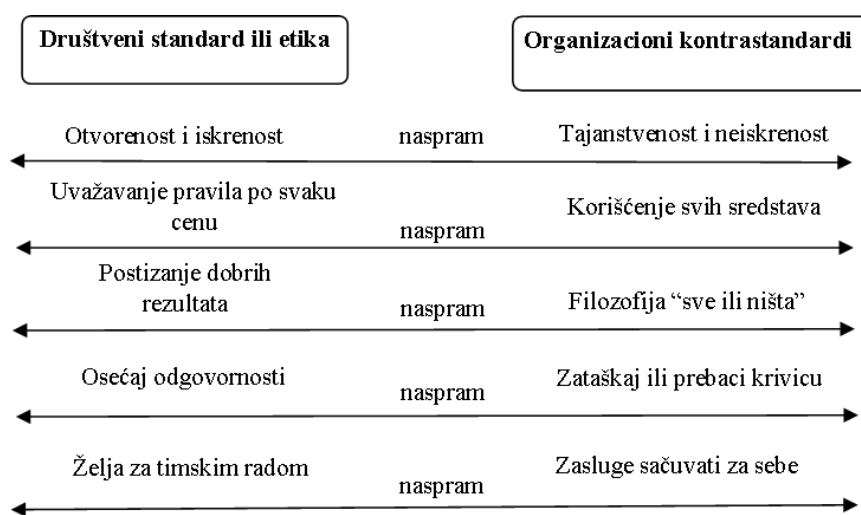 Društveni standard ili etika
Organizacioni kontrastandardi
Otvorenost i iskrenost naspram Tajanstvenost i neiskrenost
Uvažavanje pravila po svaku
cenu naspram Korišćenje svih sredstava
Postizanje dobrih
rezultata naspram Filozofija “sve ili ništa”
Osećaj odgovornosti naspram Zataškaj ili prebaci krivicu
Želja za timskim radom naspram Zasluge sačuvati za sebe